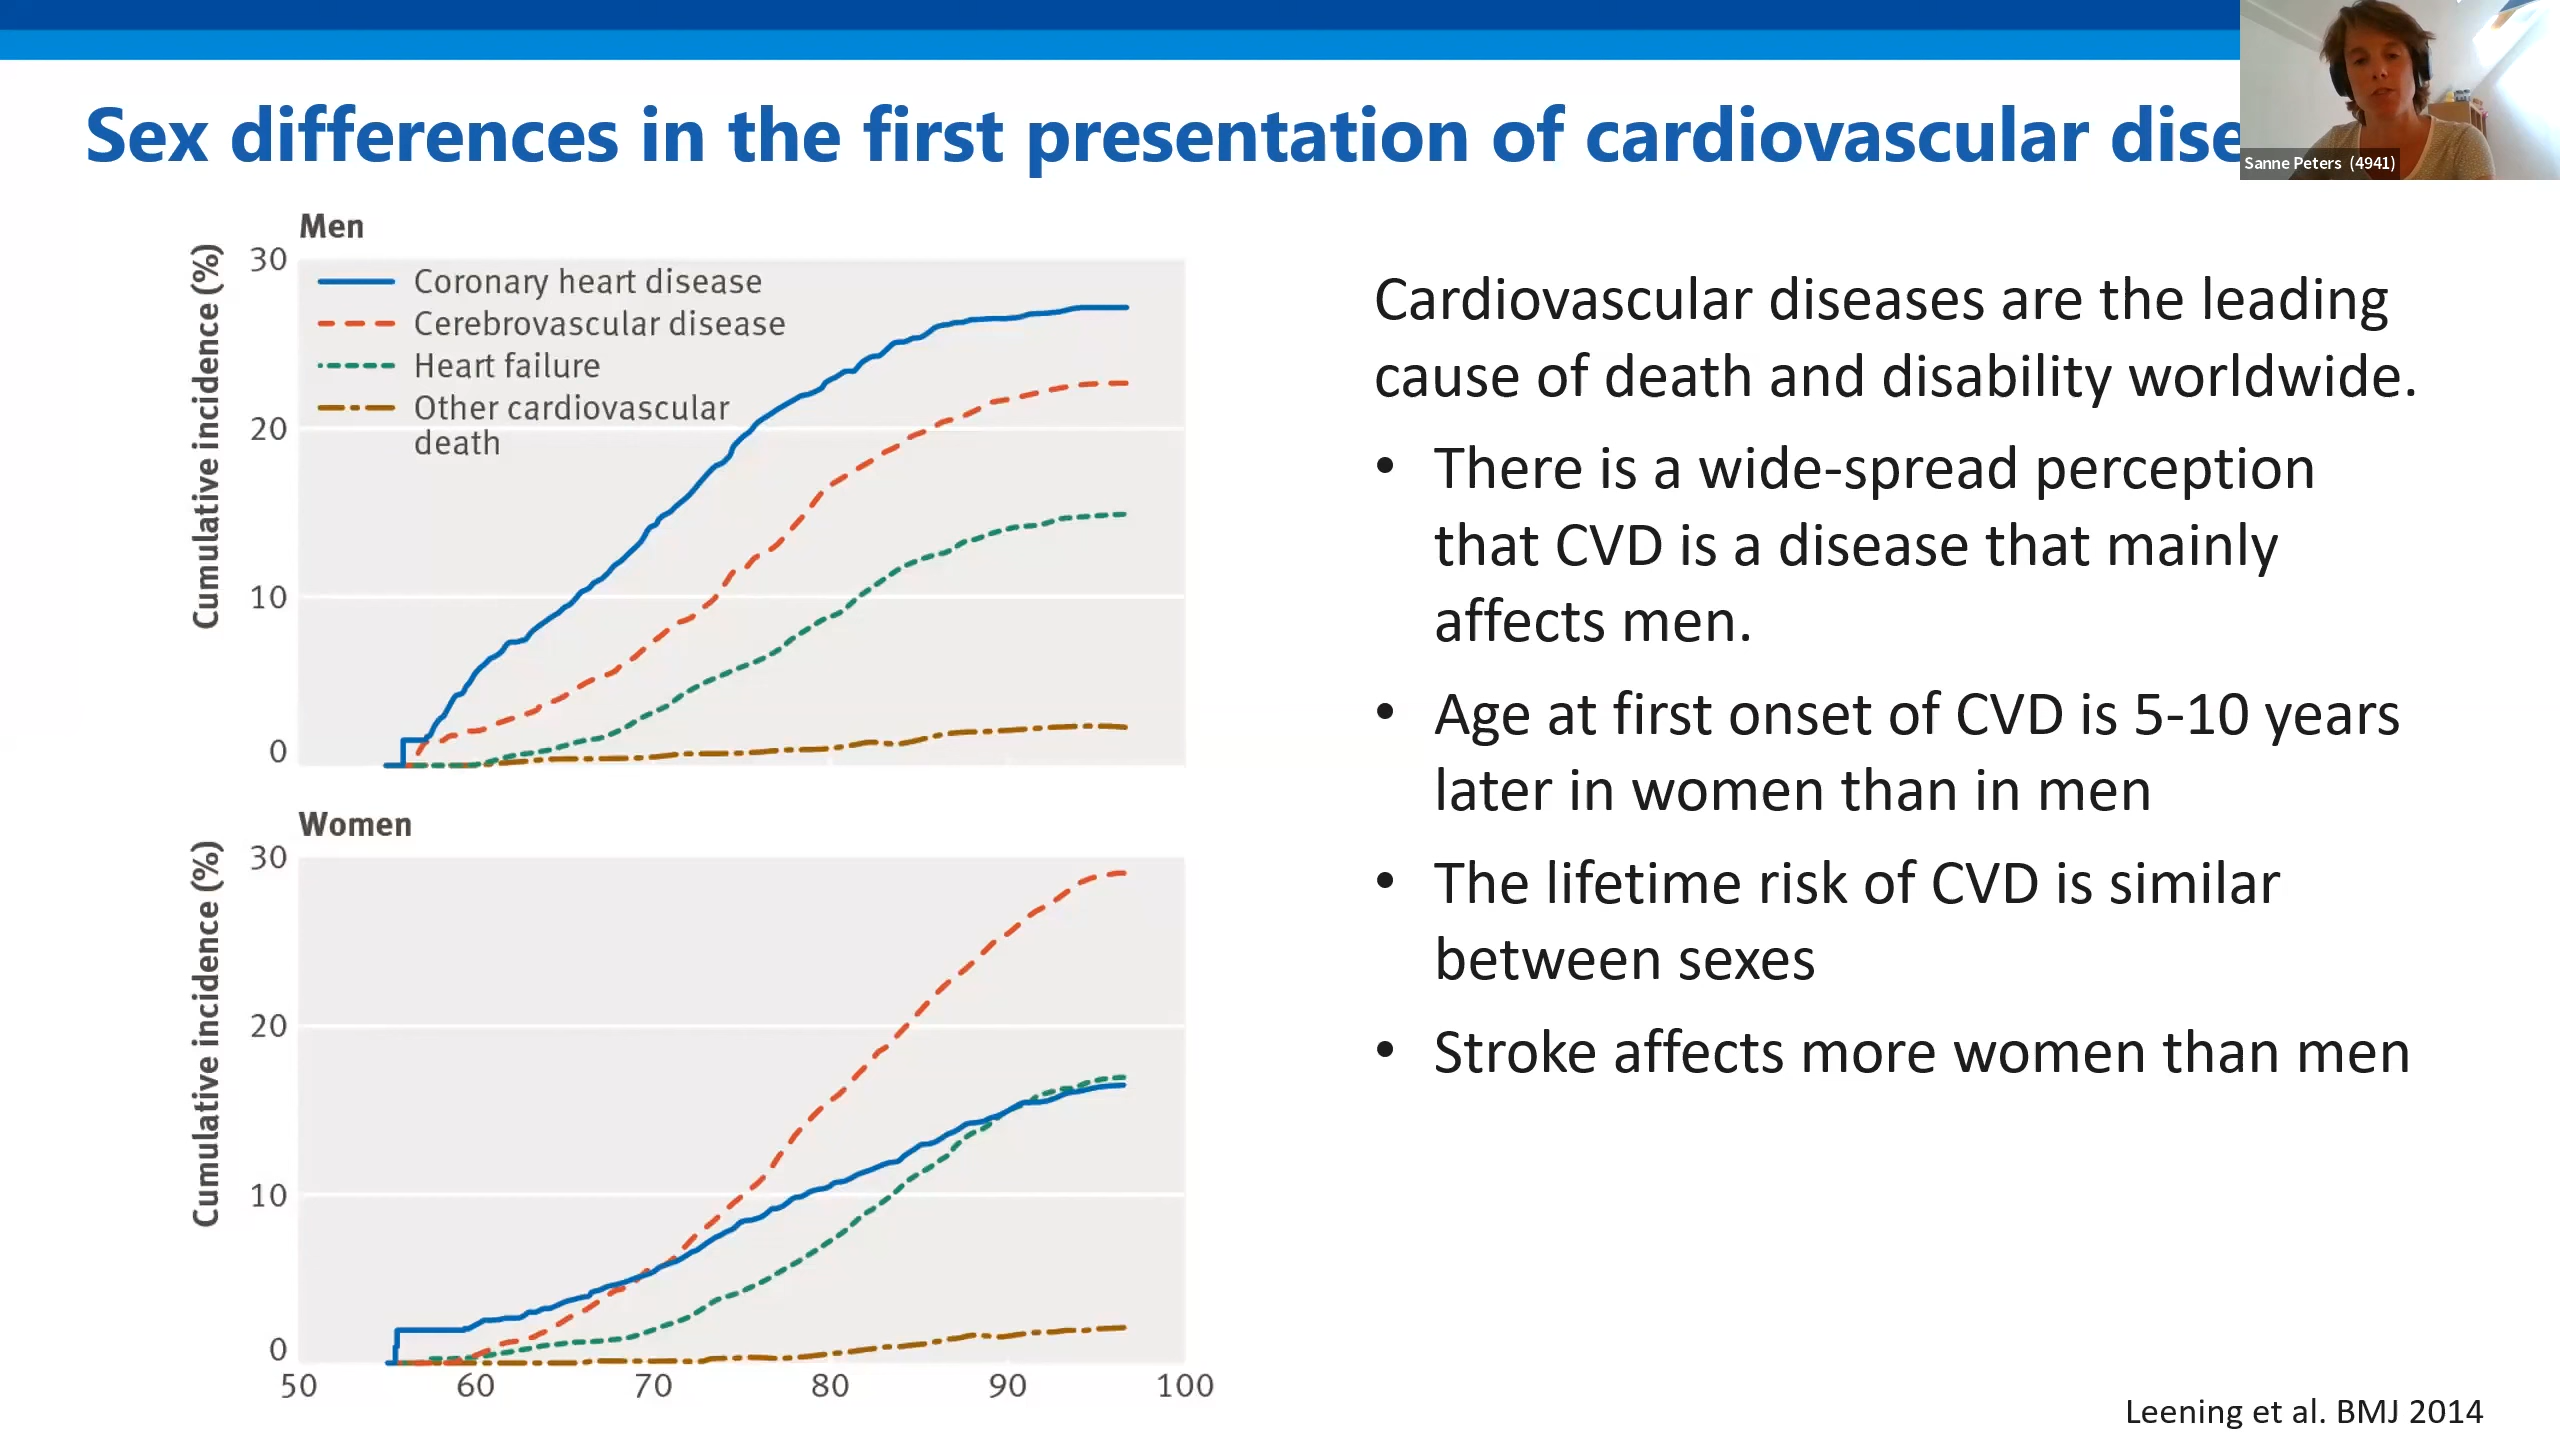 Sex differences in the first presentation of cardiovascular dise
Sanne Peters (4941)
Men
Cumulative incidence (%)
30
20
10
0
Coronary heart disease
Cerebrovascular disease
Heart failure
Other cardiovascular
death
Women
Cumulative incidence (%)
30
20
10
0
50 60 70 80 90 100
Cardiovascular diseases are the leading
cause of death and disability worldwide.
• There is a wide-spread perception
that CVD is a disease that mainly
affects men.
• Age at first onset of CVD is 5-10 years
later in women than in men
• The lifetime risk of CVD is similar
between sexes
• Stroke affects more women than men
Leening et al. BMJ 2014